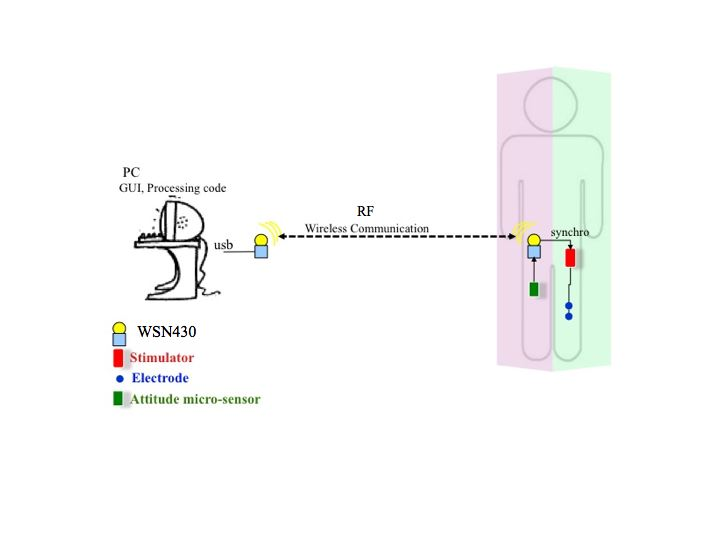 PC
GUI, Processing code
RF
Wireless Communication
synchro
usb
WSN430
Stimulator
Electrode
Attitude micro-sensor